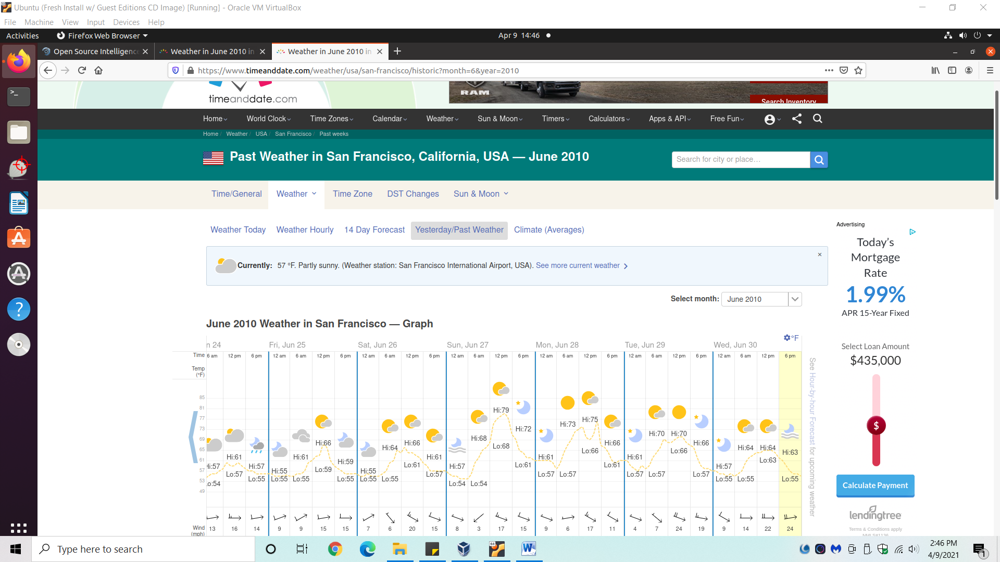 Ubuntu (Fresh Install w/ Guest Editions CD Image) [Running] - Oracle VM VirtualBox
File Machine View Input Devices Help
Activities Firefox Web Browser Apr 9 14:46
Open Source Intelligence Weather in June 2010 in Weather in June 2010 in
https://www.timeanddate.com/weather/usa/san-francisco/historic?month=6&year=2010
timeanddate.com RAM Search Inventory
Home World Clock Time Zones Calendar Weather Sun & Moon Timers Calculators Apps & API Free Fun
Home / Weather / USA / San Francisco / Past weeks
Past Weather in San Francisco, California, USA — June 2010 Search for city or place...
Time/General Weather Time Zone DST Changes Sun & Moon
Weather Today Weather Hourly 14 Day Forecast Yesterday/Past Weather Climate (Averages)
Currently: 57 °F. Partly sunny. (Weather station: San Francisco International Airport, USA). See more current weather
Select month: June 2010
June 2010 Weather in San Francisco — Graph
°F
n 24 Fri, Jun 25 Sat, Jun 26 Sun, Jun 27 Mon, Jun 28 Tue, Jun 29 Wed, Jun 30
Time 6 am 12 pm 6 pm 12 am 6 am 12 pm 6 pm 12 am 6 am 12 pm 6 pm 12 am 6 am 12 pm 6 pm 12 am 6 am 12 pm 6 pm 12 am 6 am 12 pm 6 pm 12 am 6 am 12 pm 6 pm
Temp
(°F)
85
81
77
73
69
65
61
57
53
49
Hi:57 Hi:61 Hi:57 Hi:55 Hi:61 Hi:66 Hi:59 Hi:55 Hi:64 Hi:66 Hi:61 Hi:57 Hi:68 Hi:79 Hi:72 Hi:61 Hi:73 Hi:75 Hi:66 Hi:61 Hi:70 Hi:70 Hi:66 Hi:57 Hi:64 Hi:64 Hi:63
Lo:54 Lo:57 Lo:55 Lo:55 Lo:55 Lo:59 Lo:55 Lo:55 Lo:55 Lo:61 Lo:57 Lo:54 Lo:54 Lo:68 Lo:61 Lo:57 Lo:57 Lo:66 Lo:61 Lo:57 Lo:57 Lo:66 Lo:57 Lo:55 Lo:55 Lo:63 Lo:55
Wind
(mph)
13 16 14 9 9 15 15 7 6 20 15 8 3 17 15 9 6 17 11 4 7 24 19 9 14 22 24
See Hour-by-hour Forecast for upcoming weather
Advertising
Today's
Mortgage
Rate
1.99%
APR 15-Year Fixed
Select Loan Amount
$435,000
$
Calculate Payment
lendingtree
Terms & Conditions apply
NMLS#1136
Type here to search
64
2:46 PM
4/9/2021
1